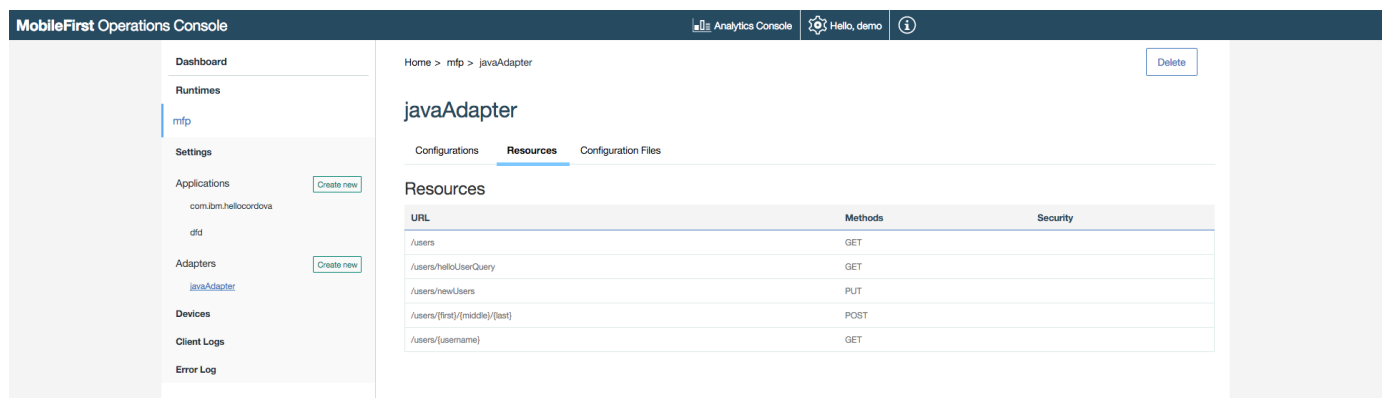 MobileFirst Operations Console
Analytics Console
Hello, demo
Dashboard
Runtimes
mfp
Settings
Applications
Create new
com.ibm.hellocordova
dfd
Adapters
Create new
javaAdapter
Devices
Client Logs
Error Log
Home > mfp > javaAdapter
Delete
javaAdapter
Configurations Resources Configuration Files
Resources
URL Methods Security
/users GET
/users/helloUserQuery GET
/users/newUsers PUT
/users/{first}/{middle}/{last} POST
/users/{username} GET